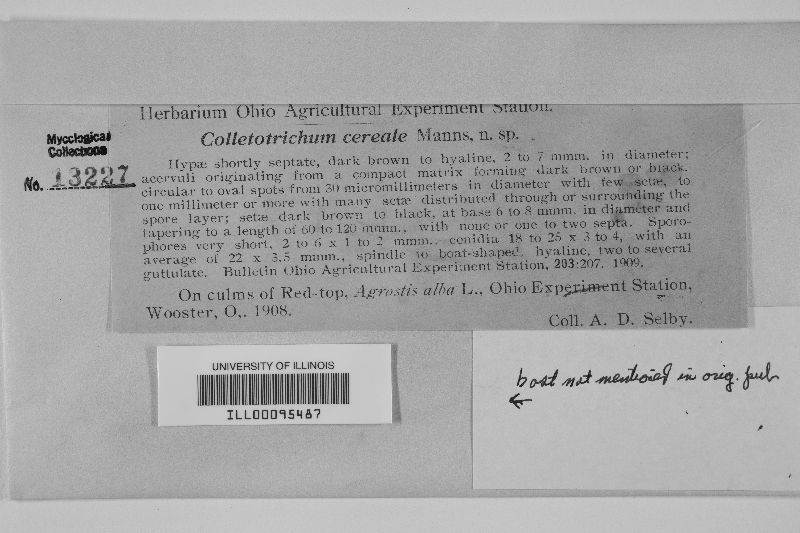 Herbarium Ohio Agricultural Experiment Station.
Colletotrichum cereale Manns, n. sp.
Mycological
Collections
No. 13227
Hypæ shortly septate, dark brown to hyaline, 2 to 7 mmm. in diameter;
acervuli originating from a compact matrix forming dark brown or black,
circular to oval spots from 30 micromillimeters in diameter with few setæ, to
one millimeter or more with many setæ distributed through or surrounding the
spore layer; setæ dark brown to black, at base 6 to 8 mmm. in diameter and
tapering to a length of 60 to 120 mmm., with none or one to two septa. Sporo-
phores very short, 2 to 6 x 1 to 2 mmm., conidia 18 to 25 x 3 to 4, with an
average of 22 x 3.5 mmm., spindle to boat-shaped, hyaline, two to several
guttulate. Bulletin Ohio Agricultural Experiment Station, 203:207, 1909.
On culms of Red-top, Agrostis alba L., Ohio Experiment Station,
Wooster, O,. 1908.
Coll. A. D. Selby.
UNIVERSITY OF ILLINOIS
ILL00095487
host not mentioned in orig. pub
←